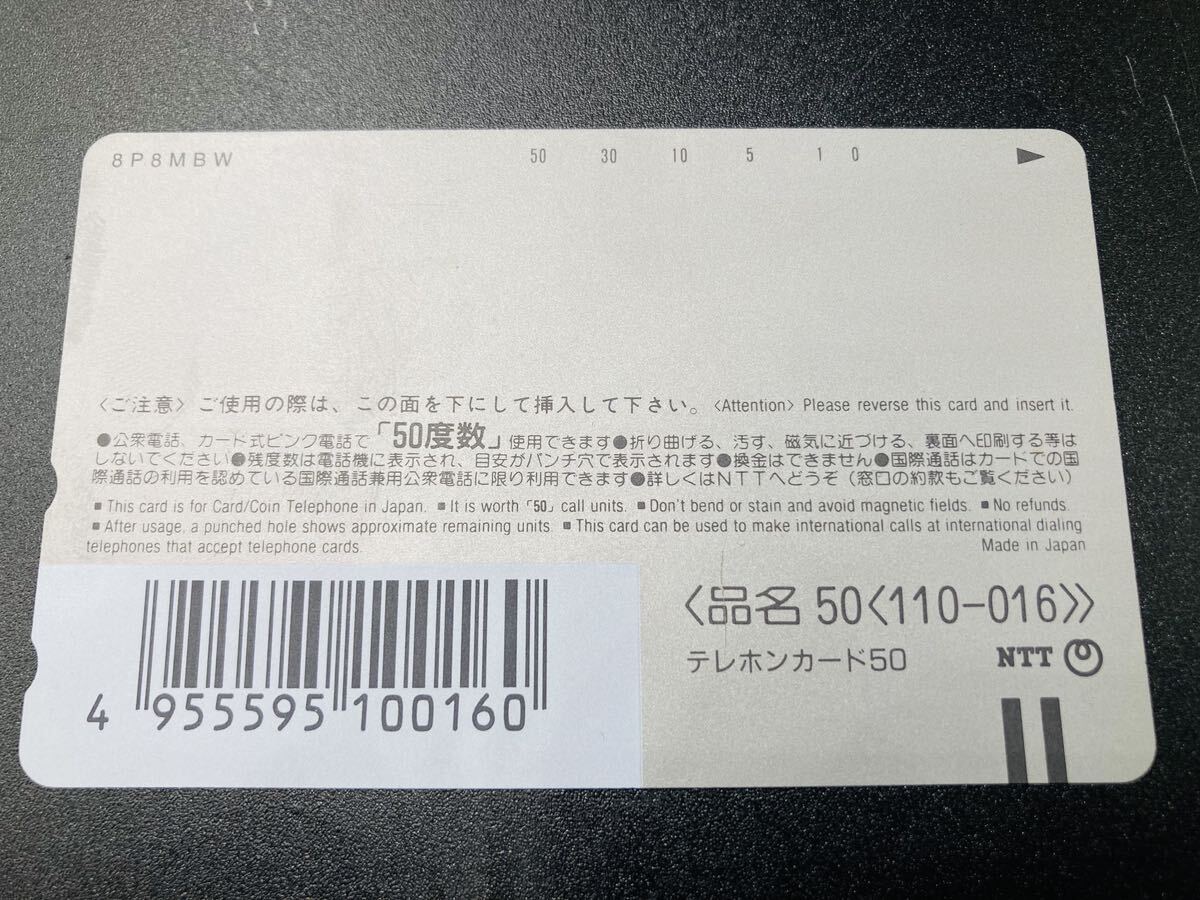 8P8MBW 50 30 10 5 1 0
〈ご注意〉ご使用の際は、この面を下にして挿入して下さい。〈Attention〉Please reverse this card and insert it.
●公衆電話、カード式ピンク電話で「50度数」使用できます●折り曲げる、汚す、磁気に近づける、裏面へ印刷する等は
しないでください●残度数は電話機に表示され、目安がパンチ穴で表示されます●換金はできません●国際通話はカードでの国
際通話の利用を認めている国際通話兼用公衆電話に限り利用できます●詳しくはNTTへどうぞ（窓口の約款もご覧ください）
■ This card is for Card/Coin Telephone in Japan. ■ It is worth「50」call units. ■ Don't bend or stain and avoid magnetic fields. ■ No refunds.
■ After usage, a punched hole shows approximate remaining units. ■ This card can be used to make international calls at international dialing
telephones that accept telephone cards. Made in Japan
〈品名 50〈110-016〉〉
テレホンカード50 NTT
4 955595 100160